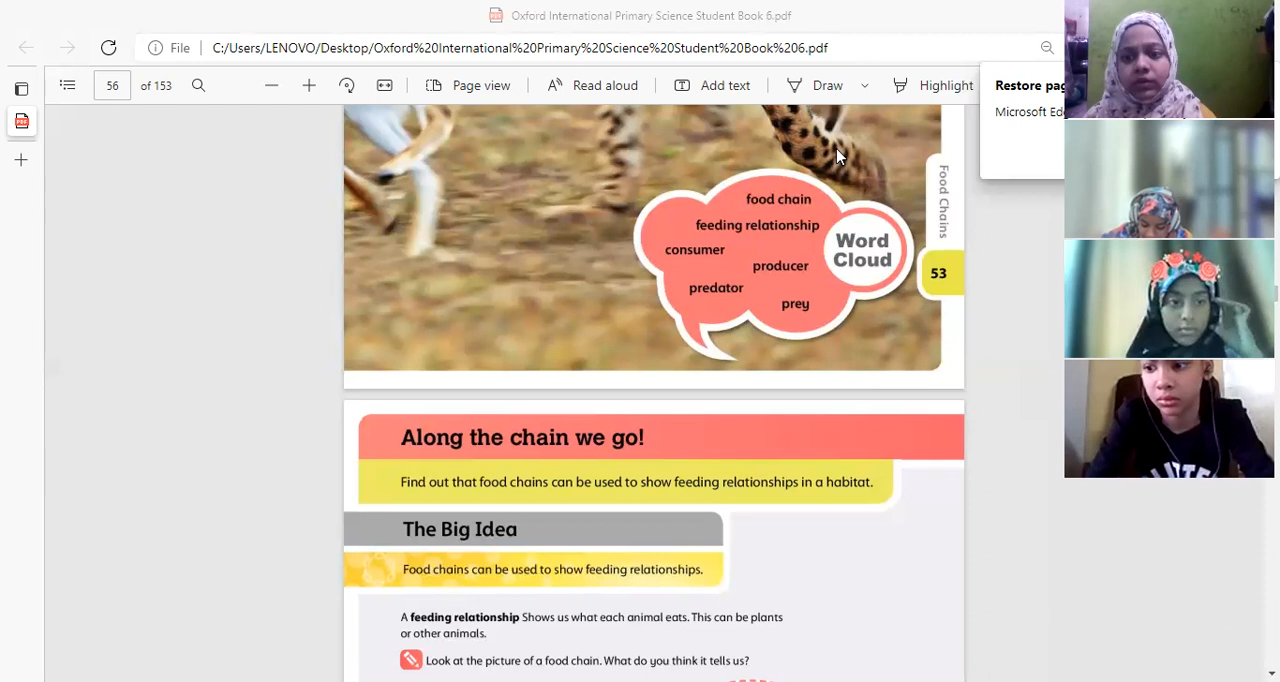 Oxford International Primary Science Student Book 6.pdf
File
C:/Users/LENOVO/Desktop/Oxford%20International%20Primary%20Science%20Student%20Book%206.pdf
56 of 153
Page view
Read aloud
Add text
Draw
Highlight
Restore pag
Microsoft Ed
food chain
feeding relationship
consumer
producer
predator
prey
Word
Cloud
Food Chains
53
Along the chain we go!
Find out that food chains can be used to show feeding relationships in a habitat.
The Big Idea
Food chains can be used to show feeding relationships.
A feeding relationship Shows us what each animal eats. This can be plants
or other animals.
Look at the picture of a food chain. What do you think it tells us?